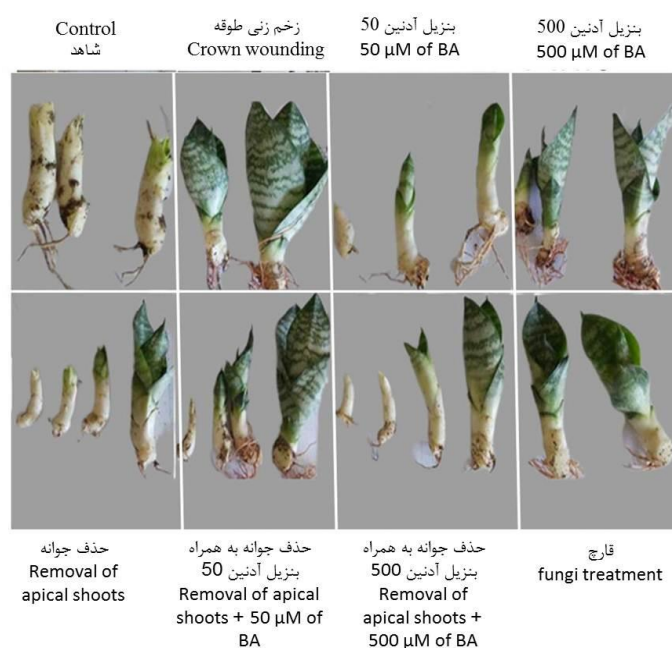 Control
شاهد
زخم زنی طوقه
Crown wounding
بنزیل آدنین 50
50 µM of BA
بنزیل آدنین 500
500 µM of BA
حذف جوانه
Removal of
apical shoots
حذف جوانه به همراه
بنزیل آدنین 50
Removal of apical
shoots + 50 µM of
BA
حذف جوانه به همراه
بنزیل آدنین 500
Removal of
apical shoots +
500 µM of BA
قارچ
fungi treatment